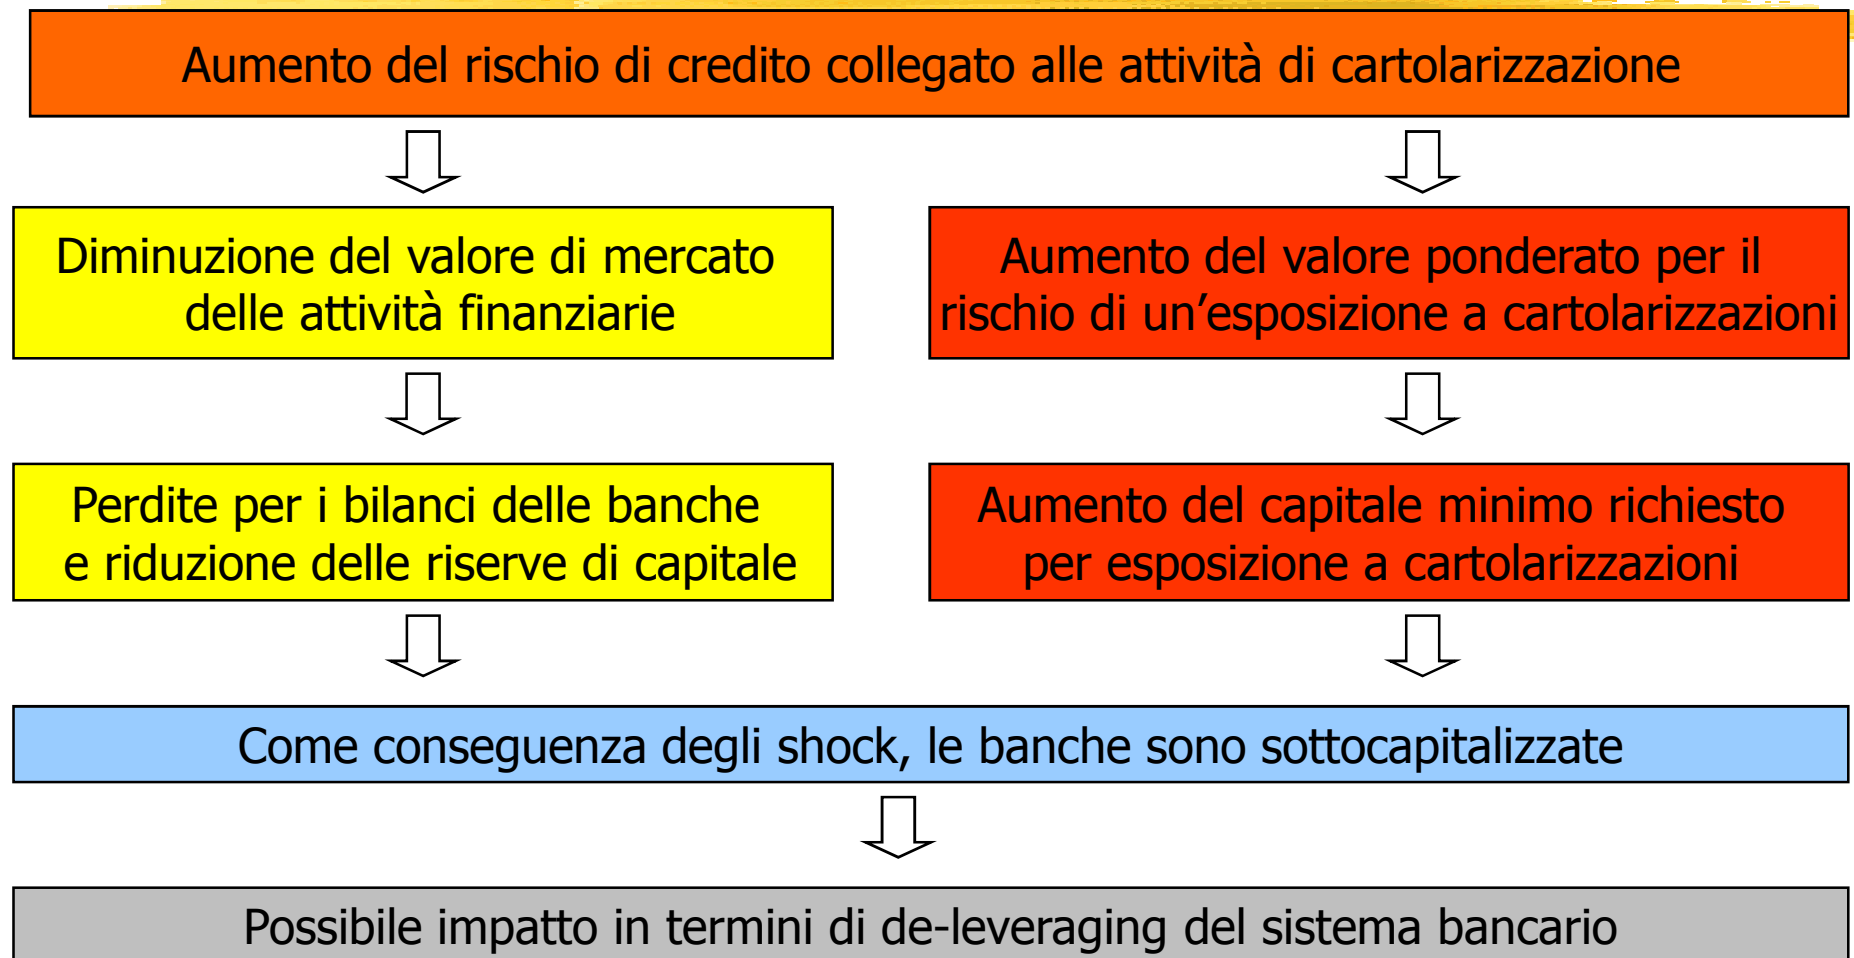 Aumento del rischio di credito collegato alle attività di cartolarizzazione
Diminuzione del valore di mercato
delle attività finanziarie
Aumento del valore ponderato per il
rischio di un’esposizione a cartolarizzazioni
Perdite per i bilanci delle banche
e riduzione delle riserve di capitale
Aumento del capitale minimo richiesto
per esposizione a cartolarizzazioni
Come conseguenza degli shock, le banche sono sottocapitalizzate
Possibile impatto in termini di de-leveraging del sistema bancario